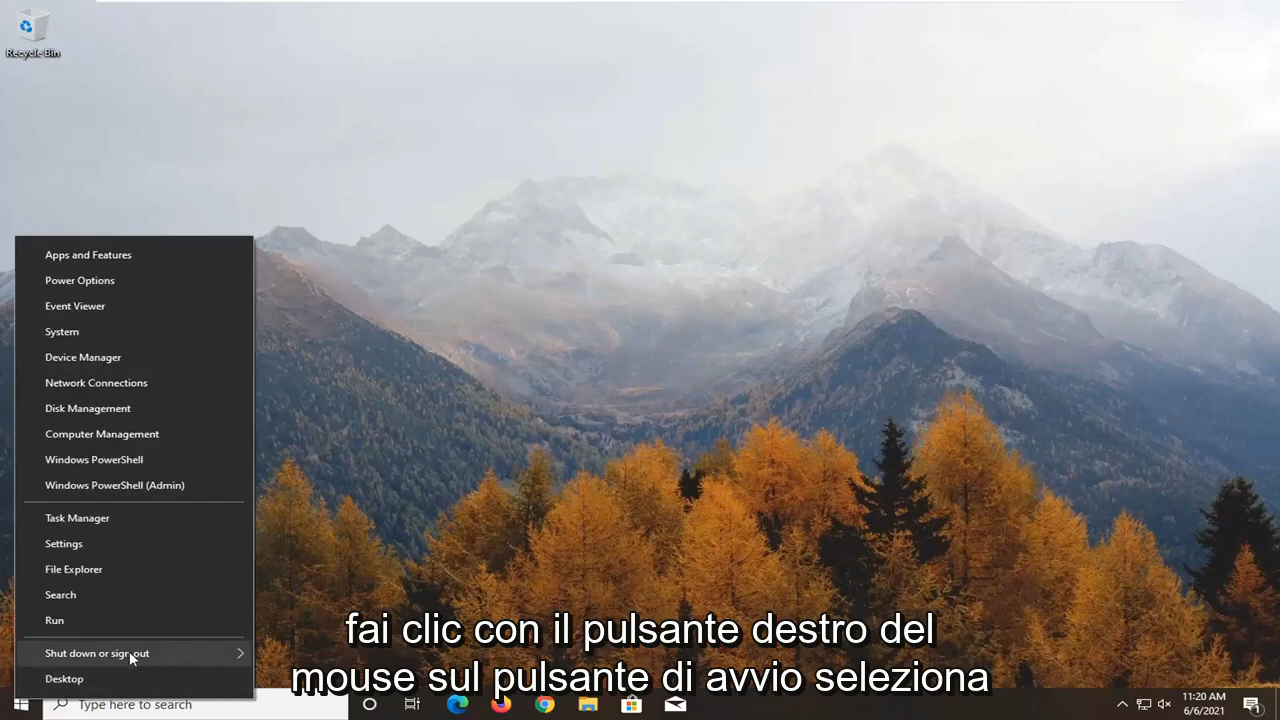 Recycle Bin
Apps and Features
Power Options
Event Viewer
System
Device Manager
Network Connections
Disk Management
Computer Management
Windows PowerShell
Windows PowerShell (Admin)
Task Manager
Settings
File Explorer
Search
Run
Shut down or sign out
Desktop
fai clic con il pulsante destro del
mouse sul pulsante di avvio seleziona
Type here to search
11:20 AM
6/6/2021
1